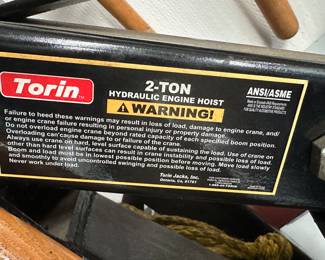 Torin
2-TON
HYDRAULIC ENGINE HOIST
WARNING!
ANSI/ASME
Failure to heed these warnings may result in loss of load, damage to engine crane, and/
or engine crane failure resulting in personal injury or property damage.
Do not overload engine crane beyond rated capacity of each specified boom position.
Overloading can cause damage to or failure of the crane.
Always use crane on hard, level surface capable of sustaining the load. Use of crane on
other than hard level surfaces can result in crane instability and possible loss of load.
Boom and load must be in lowest possible position before moving. Move load slowly
and smoothly to avoid uncontrolled swinging and possible loss of load.
Never work under load.
Torin Jacks, Inc.
Ontario, Ca. 91761